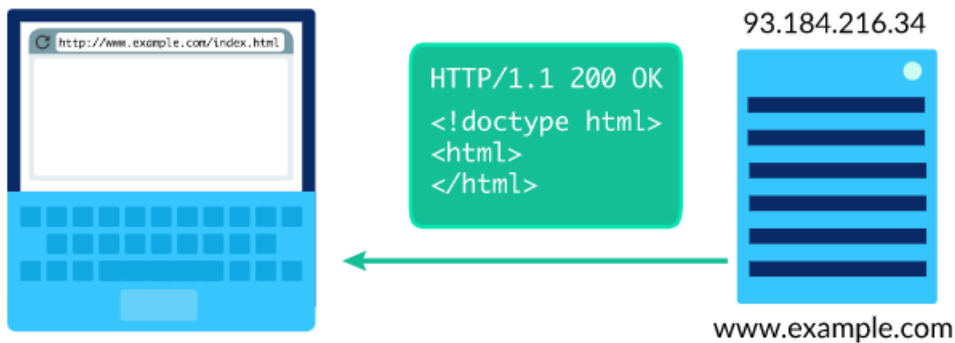 http://www.example.com/index.html
HTTP/1.1 200 OK
<!doctype html>
<html>
</html>
93.184.216.34
www.example.com